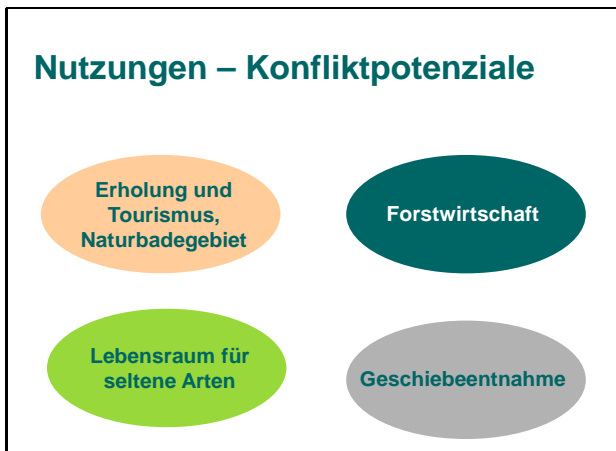 Nutzungen – Konfliktpotenziale
Erholung und
Tourismus,
Naturbadegebiet
Forstwirtschaft
Lebensraum für
seltene Arten
Geschiebeentnahme